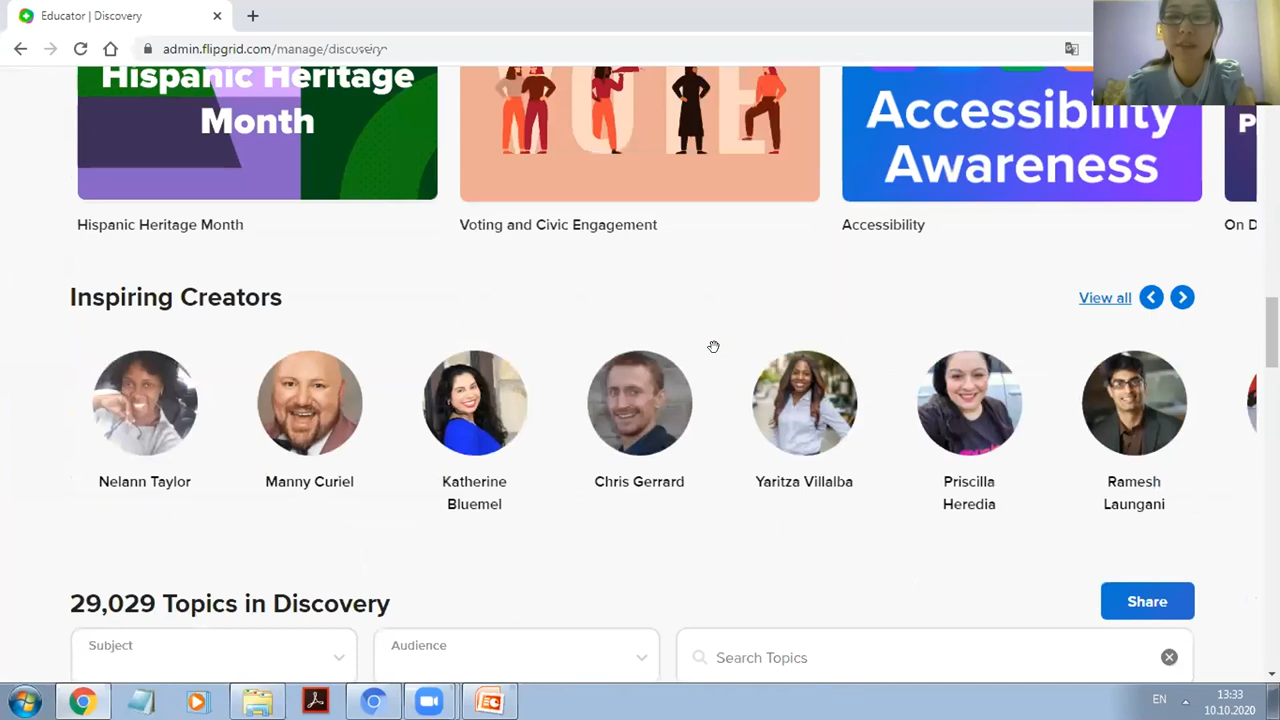 Educator | Discovery
admin.flipgrid.com/manage/discovery
Hispanic Heritage
Month
VOTE
Accessibility
Awareness
P
Hispanic Heritage Month
Voting and Civic Engagement
Accessibility
On D
Inspiring Creators
View all
Nelann Taylor
Manny Curiel
Katherine
Bluemel
Chris Gerrard
Yaritza Villalba
Priscilla
Heredia
Ramesh
Laungani
29,029 Topics in Discovery
Share
Subject
Audience
Search Topics
EN
13:33
10.10.2020